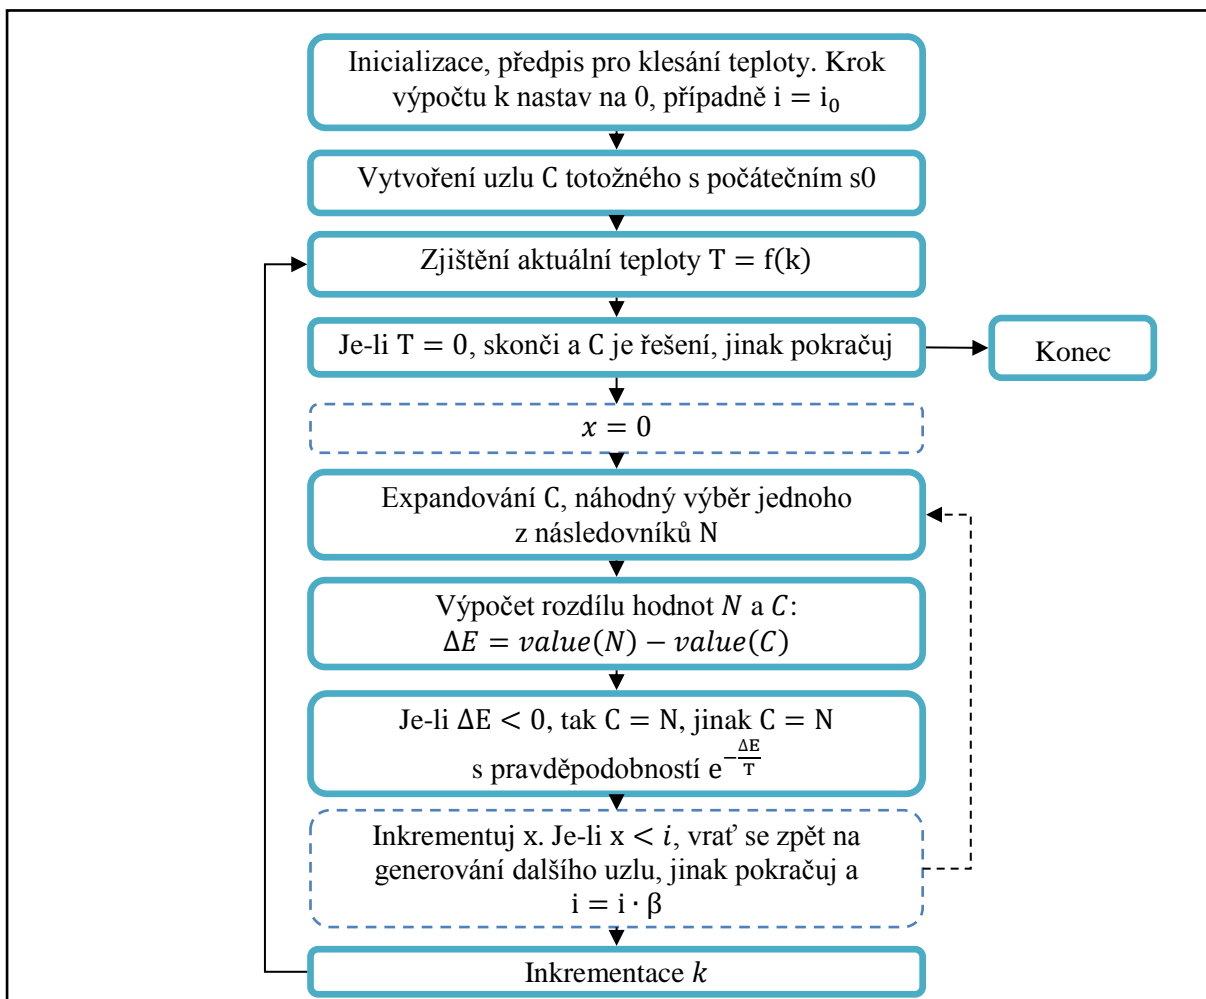 Inicializace, předpis pro klesání teploty. Krok
výpočtu k nastav na 0, případně i = i₀
Vytvoření uzlu C totožného s počátečním s0
Zjištění aktuální teploty T = f(k)
Je-li T = 0, skonči a C je řešení, jinak pokračuj
Konec
x = 0
Expandování C, náhodný výběr jednoho
z následovníků N
Výpočet rozdílu hodnot N a C:
ΔE = value(N) − value(C)
Je-li ΔE < 0, tak C = N, jinak C = N
s pravděpodobností e^{-\frac{ΔE}{T}}
Inkrementuj x. Je-li x < i, vrať se zpět na
generování dalšího uzlu, jinak pokračuj a
i = i · β
Inkrementace k